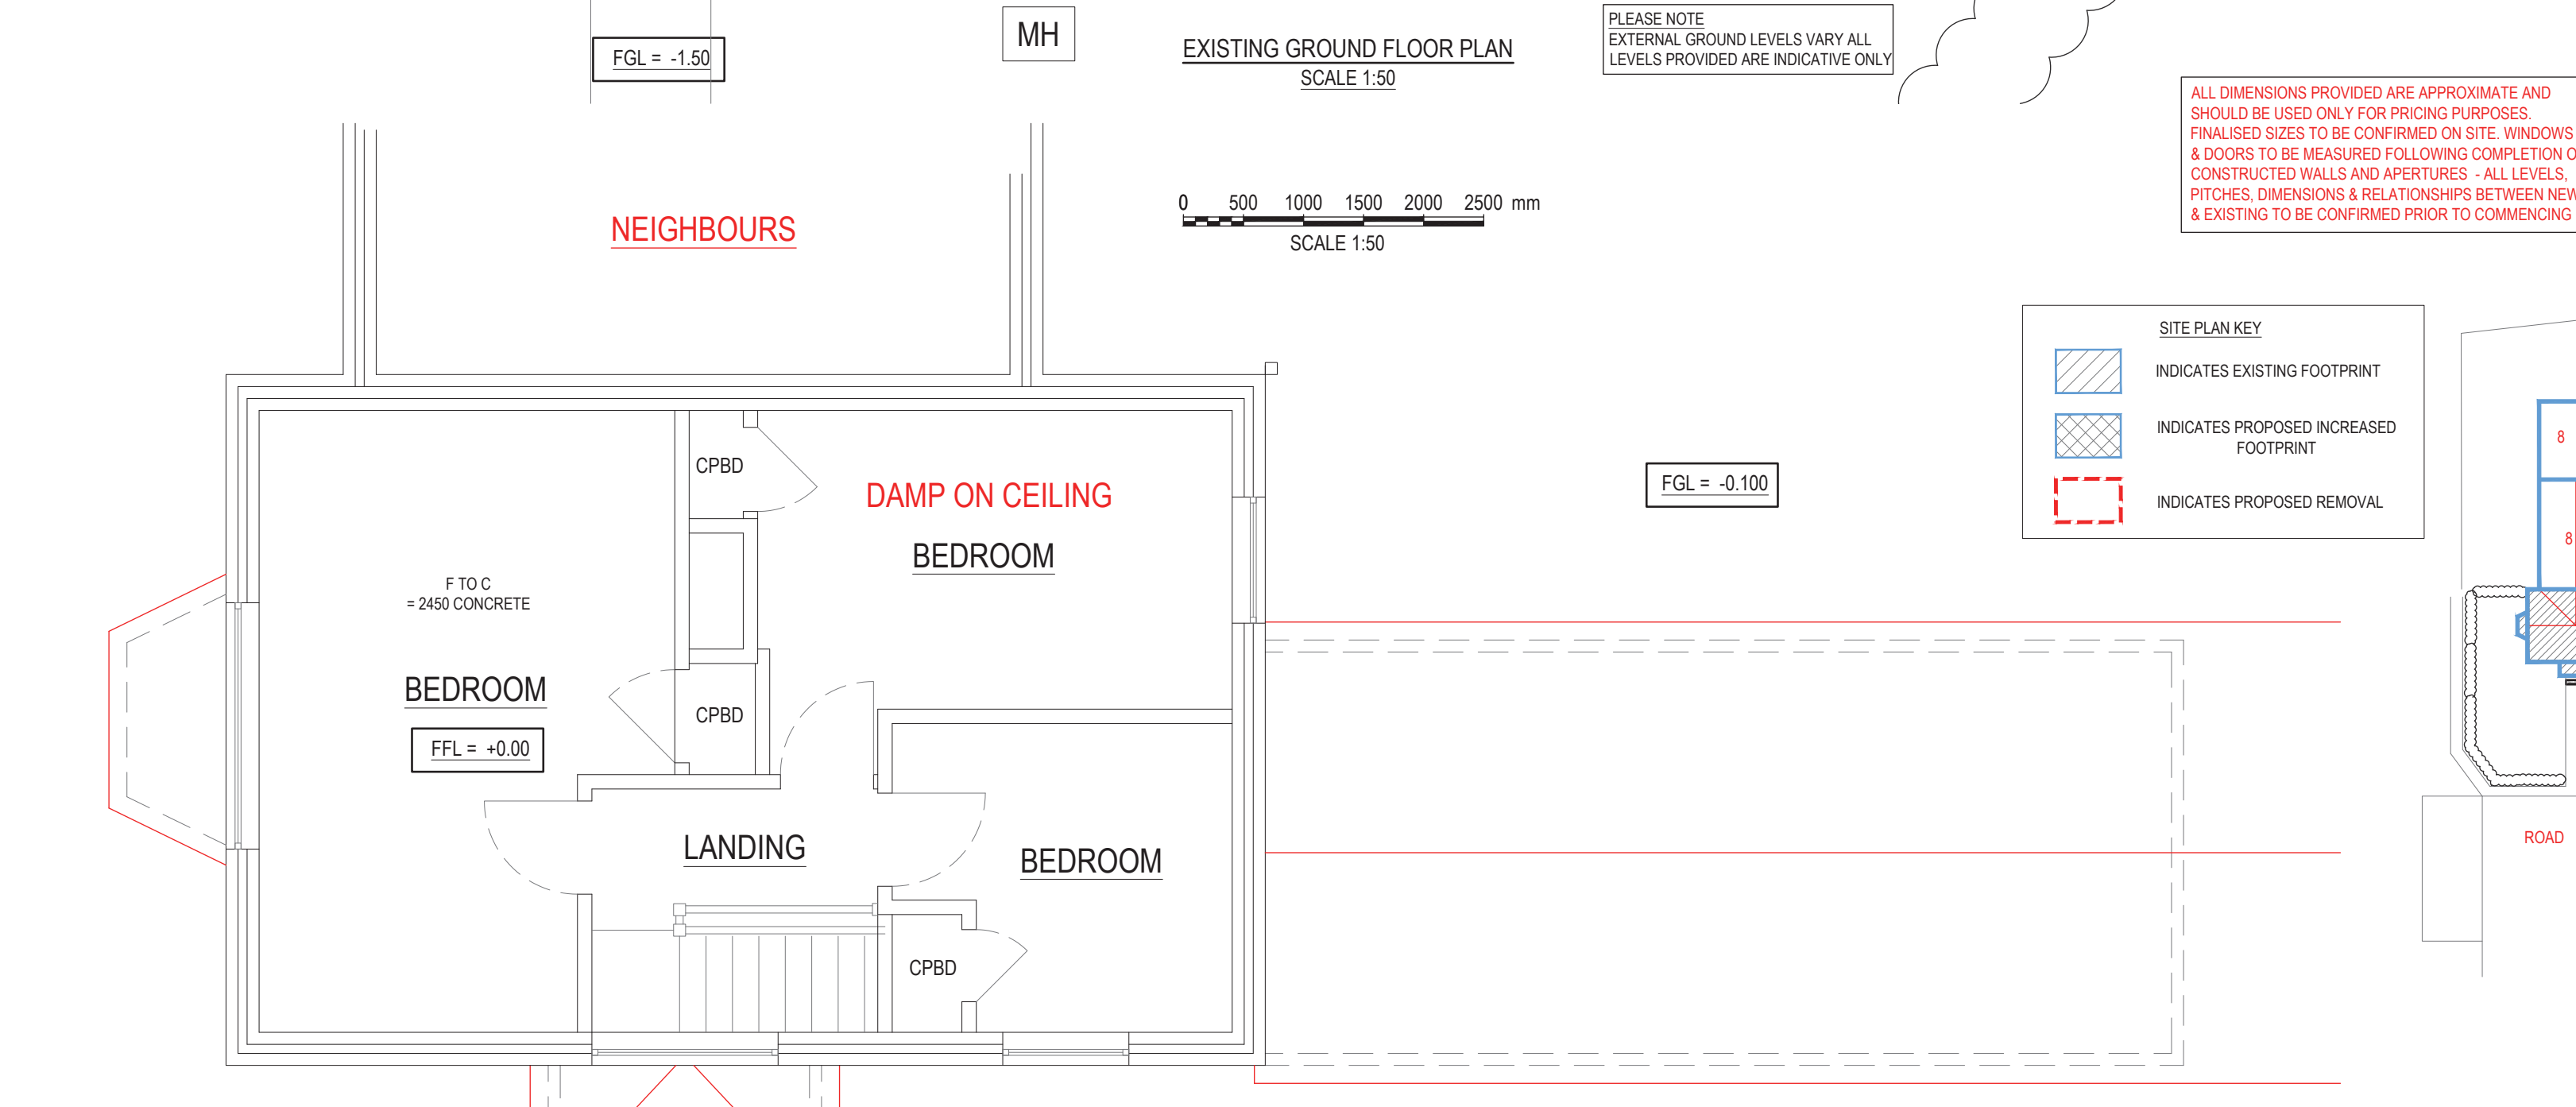 FGL = -1.50
MH
EXISTING GROUND FLOOR PLAN
SCALE 1:50
PLEASE NOTE
EXTERNAL GROUND LEVELS VARY ALL
LEVELS PROVIDED ARE INDICATIVE ONLY
ALL DIMENSIONS PROVIDED ARE APPROXIMATE AND
SHOULD BE USED ONLY FOR PRICING PURPOSES.
FINALISED SIZES TO BE CONFIRMED ON SITE. WINDOWS
& DOORS TO BE MEASURED FOLLOWING COMPLETION O
CONSTRUCTED WALLS AND APERTURES - ALL LEVELS,
PITCHES, DIMENSIONS & RELATIONSHIPS BETWEEN NEW
& EXISTING TO BE CONFIRMED PRIOR TO COMMENCING
NEIGHBOURS
0 500 1000 1500 2000 2500 mm
SCALE 1:50
SITE PLAN KEY
INDICATES EXISTING FOOTPRINT
INDICATES PROPOSED INCREASED
FOOTPRINT
INDICATES PROPOSED REMOVAL
8
8
CPBD
DAMP ON CEILING
BEDROOM
FGL = -0.100
F TO C
= 2450 CONCRETE
BEDROOM
FFL = +0.00
CPBD
LANDING
BEDROOM
CPBD
ROAD